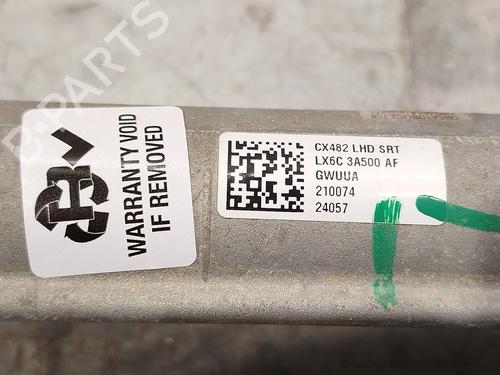 B-PARTS
WARRANTY VOID
IF REMOVED
CX482 LHD SRT
LX6C 3A500 AF
GWUUA
210074
24057